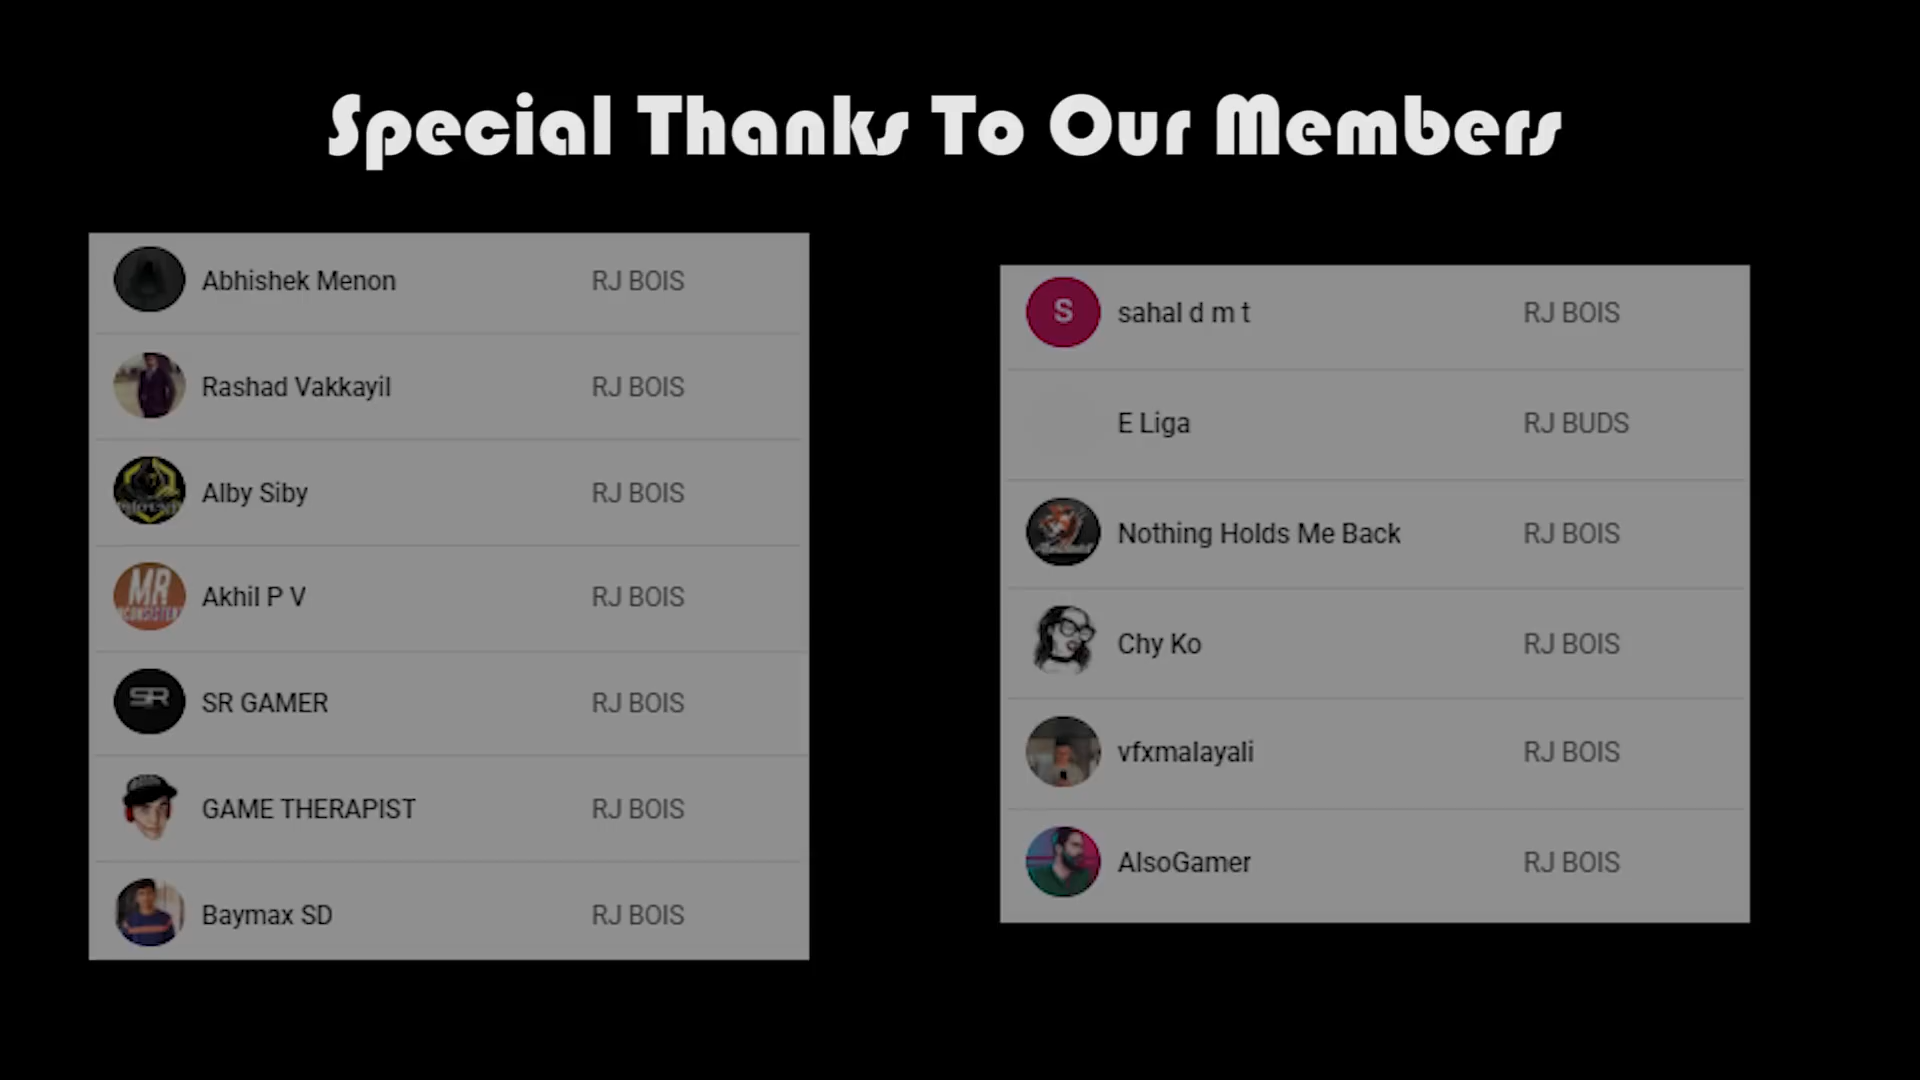 Special Thanks To Our Members
Abhishek Menon RJ BOIS
Rashad Vakkayil RJ BOIS
Alby Siby RJ BOIS
MR
Akhil P V RJ BOIS
SR
SR GAMER RJ BOIS
GAME THERAPIST RJ BOIS
Baymax SD RJ BOIS
S sahal d m t RJ BOIS
E Liga RJ BUDS
Nothing Holds Me Back RJ BOIS
Chy Ko RJ BOIS
vfxmalayali RJ BOIS
AlsoGamer RJ BOIS